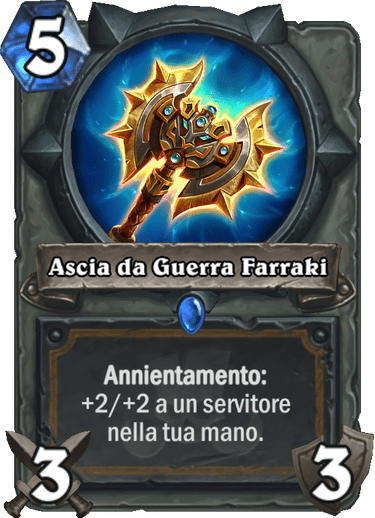 5
Ascia da Guerra Farraki
Annientamento:
+2/+2 a un servitore
nella tua mano.
3
3